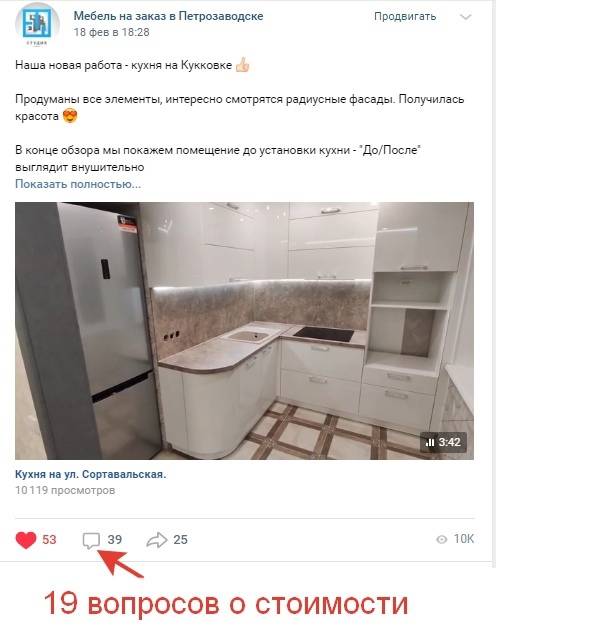 Мебель на заказ в Петрозаводске
Продвигать
18 фев в 18:28
СТУДИЯ
Наша новая работа - кухня на Кукковке
Продуманы все элементы, интересно смотрятся радиусные фасады. Получилась
красота
В конце обзора мы покажем помещение до установки кухни - "До/После"
выглядит внушительно
Показать полностью...
3:42
Кухня на ул. Сортавальская.
10 119 просмотров
53
39
25
10K
19 вопросов о стоимости